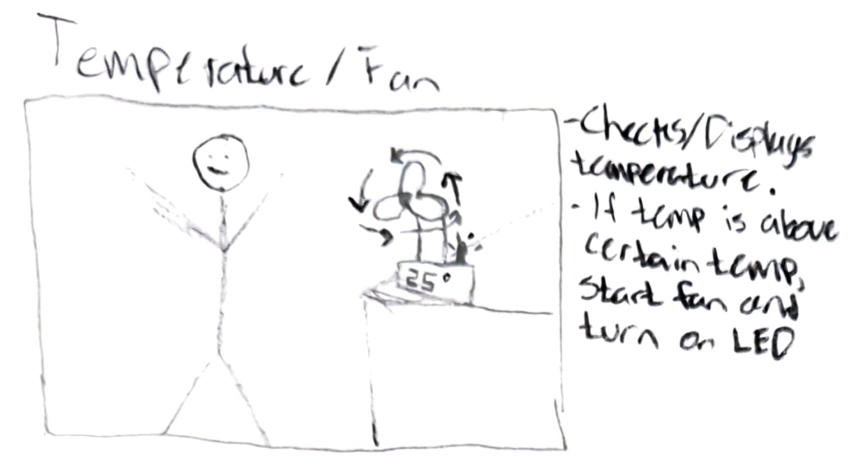 Temperature / Fan
- Checks/Displays
temperature.
- If temp is above
certain temp,
start fan and
turn on LED
25°